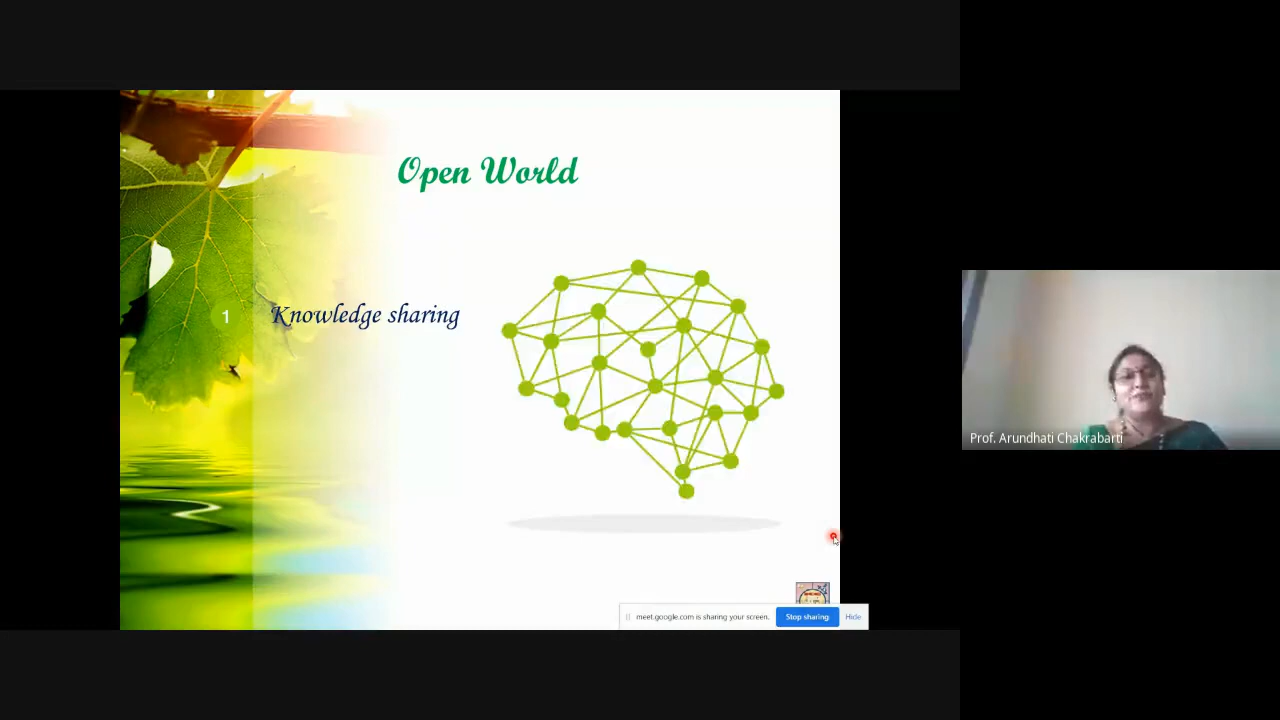 Open World
1 Knowledge sharing
Prof. Arundhati Chakrabarti
meet.google.com is sharing your screen. Stop sharing Hide